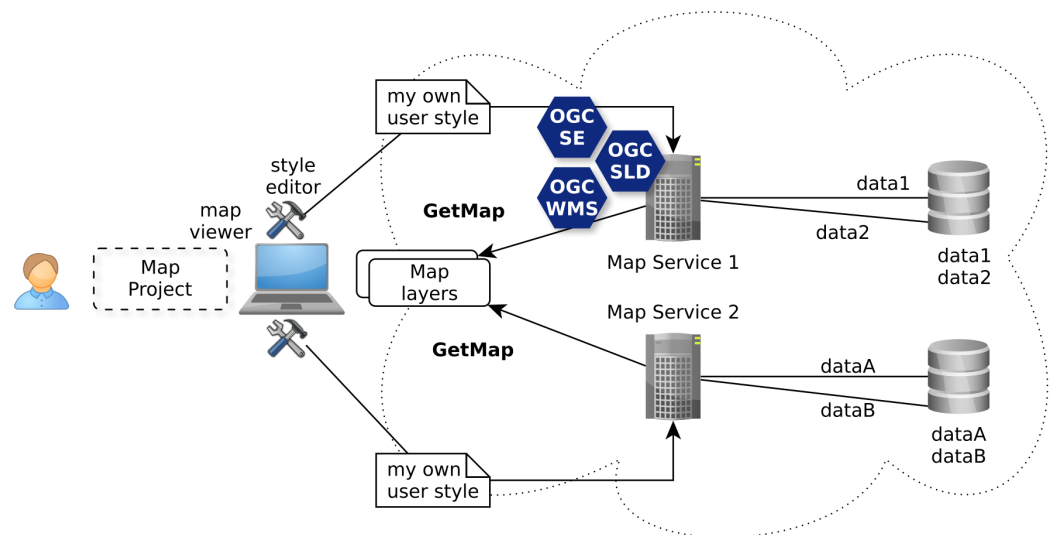 my own
user style
OGC
SE
OGC
SLD
OGC
WMS
style
editor
map
viewer
GetMap
data1
data2
data1
data2
Map
Project
Map
layers
Map Service 1
Map Service 2
GetMap
dataA
dataB
dataA
dataB
my own
user style